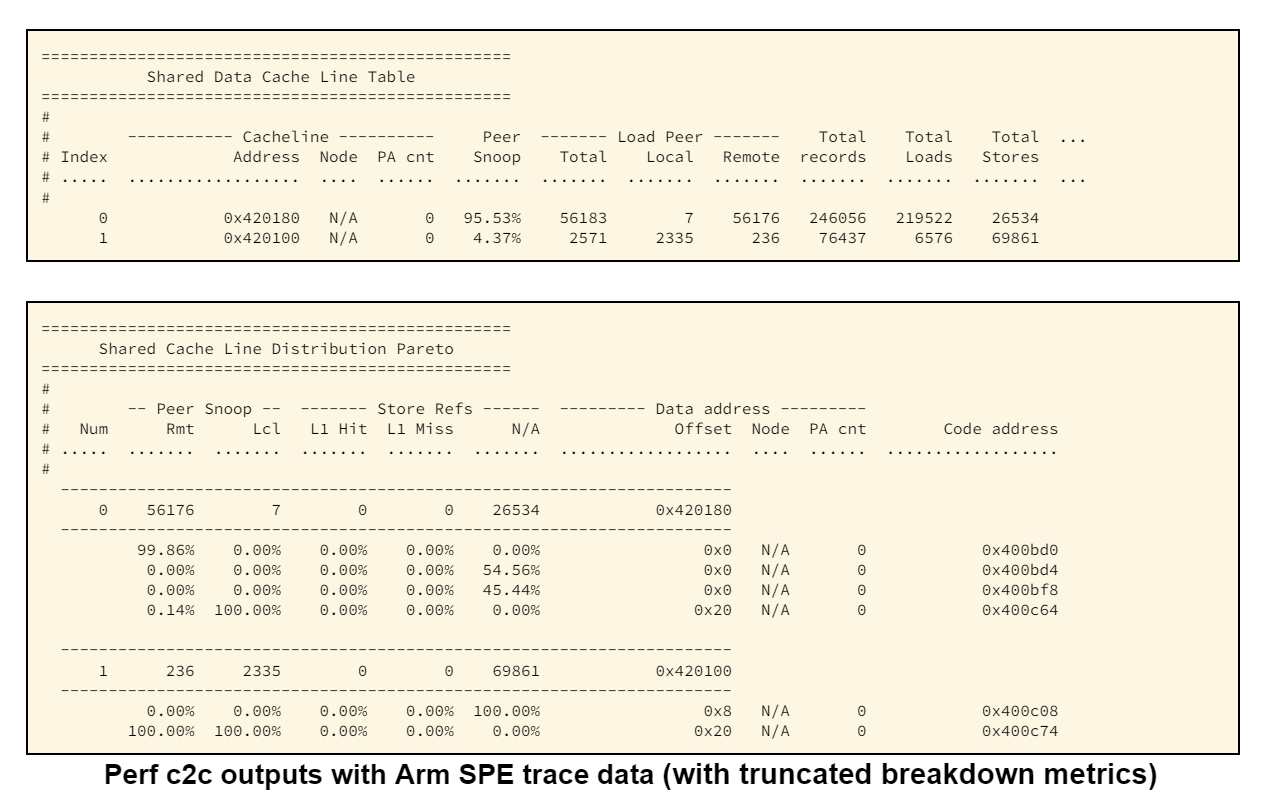 =================================================
           Shared Data Cache Line Table
=================================================
#
#        ----------- Cacheline ----------     Peer  ------- Load Peer -------    Total    Total    Total  ...
# Index             Address  Node  PA cnt    Snoop    Total    Local   Remote  records    Loads   Stores
# .....  ..................  ....  ......  .......  .......  .......  .......  .......  .......  .......  ...
#
      0            0x420180   N/A       0   95.53%    56183        7    56176   246056   219522    26534
      1            0x420100   N/A       0    4.37%     2571     2335      236    76437     6576    69861
=================================================
      Shared Cache Line Distribution Pareto
=================================================
#
#        -- Peer Snoop --  ------- Store Refs ------  --------- Data address ---------
#   Num      Rmt      Lcl   L1 Hit  L1 Miss      N/A              Offset  Node  PA cnt        Code address
# .....  .......  .......  .......  .......  .......  ..................  ....  ......  ..................
#
  ----------------------------------------------------------------------
      0    56176        7        0        0    26534            0x420180
  ----------------------------------------------------------------------
          99.86%    0.00%    0.00%    0.00%    0.00%                 0x0   N/A       0            0x400bd0
           0.00%    0.00%    0.00%    0.00%   54.56%                 0x0   N/A       0            0x400bd4
           0.00%    0.00%    0.00%    0.00%   45.44%                 0x0   N/A       0            0x400bf8
           0.14%  100.00%    0.00%    0.00%    0.00%                0x20   N/A       0            0x400c64
  ----------------------------------------------------------------------
      1      236     2335        0        0    69861            0x420100
  ----------------------------------------------------------------------
           0.00%    0.00%    0.00%    0.00%  100.00%                 0x8   N/A       0            0x400c08
         100.00%  100.00%    0.00%    0.00%    0.00%                0x20   N/A       0            0x400c74
Perf c2c outputs with Arm SPE trace data (with truncated breakdown metrics)